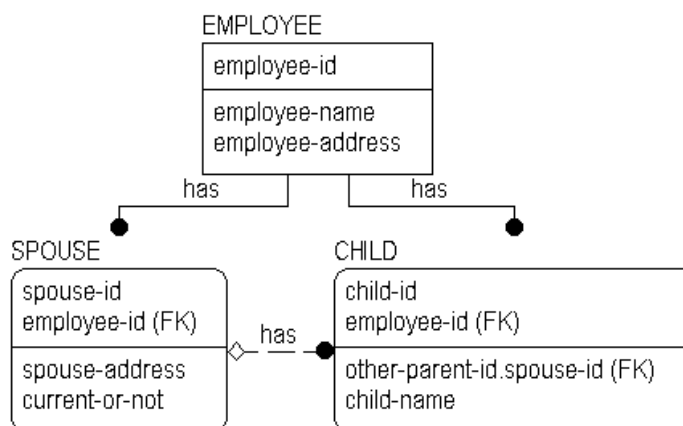 EMPLOYEE
employee-id
employee-name
employee-address
has
has
SPOUSE
spouse-id
employee-id (FK)
spouse-address
current-or-not
has
CHILD
child-id
employee-id (FK)
other-parent-id.spouse-id (FK)
child-name